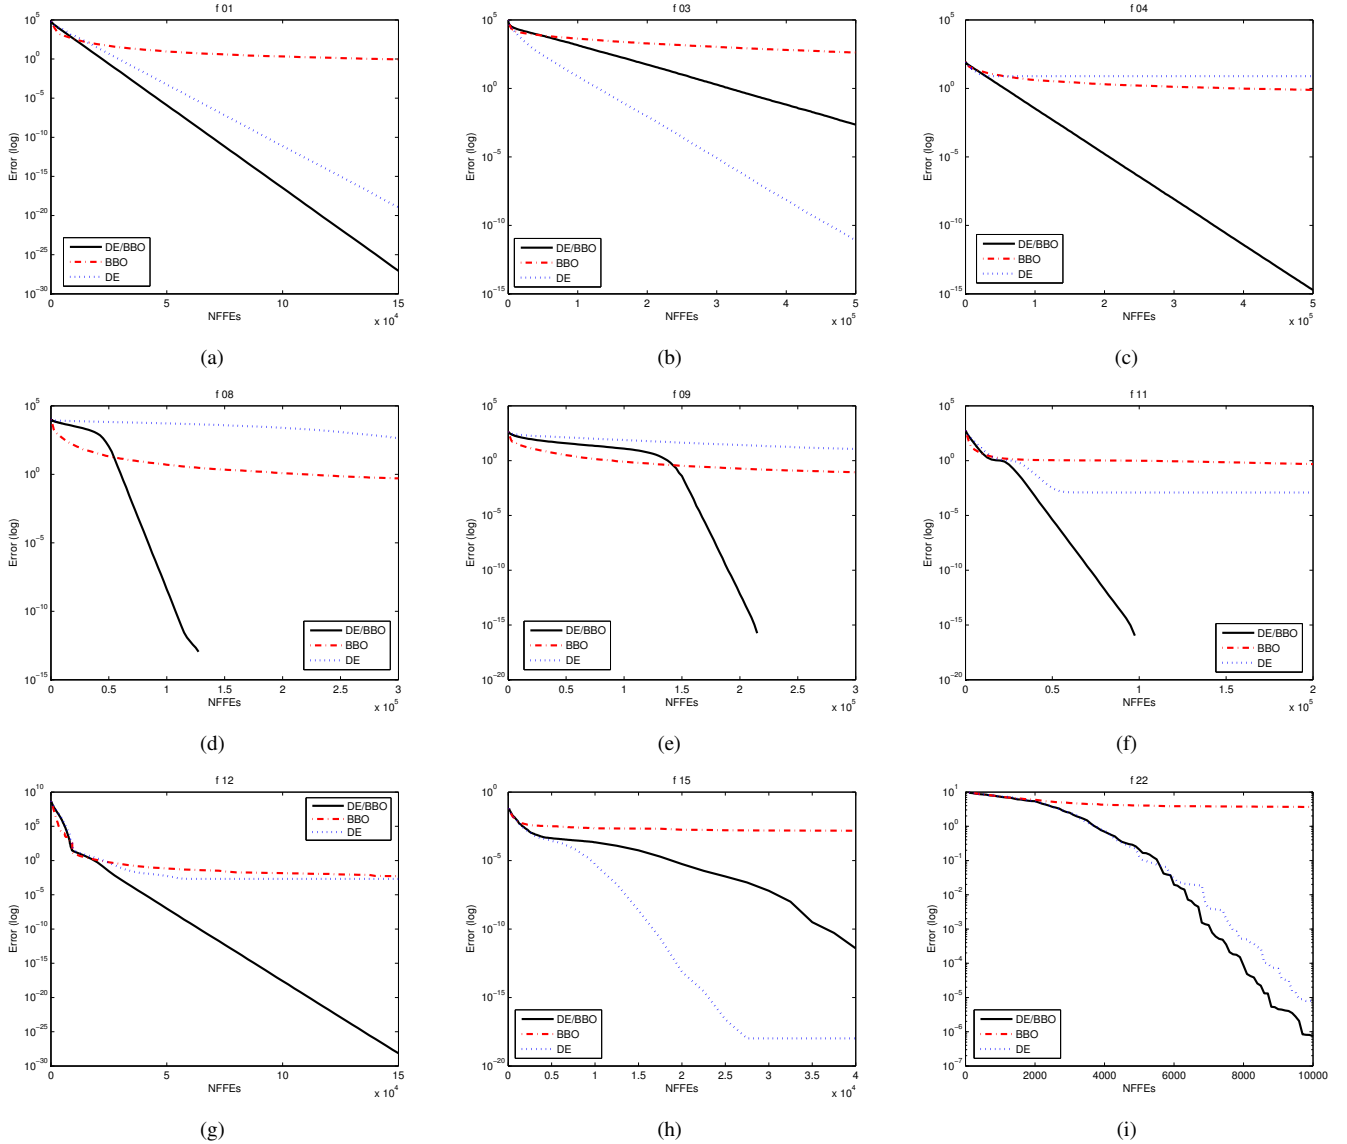 f 01
Error (log)
10^5
10^0
10^−5
10^−10
10^−15
10^−20
10^−25
10^−30
DE/BBO
BBO
DE
0 5 10 15
NFFEs
x 10^4
(a)
f 03
Error (log)
10^5
10^0
10^−5
10^−10
10^−15
DE/BBO
BBO
DE
0 1 2 3 4 5
NFFEs
x 10^5
(b)
f 04
Error (log)
10^5
10^0
10^−5
10^−10
10^−15
DE/BBO
BBO
DE
0 1 2 3 4 5
NFFEs
x 10^5
(c)
f 08
Error (log)
10^5
10^0
10^−5
10^−10
10^−15
DE/BBO
BBO
DE
0 0.5 1 1.5 2 2.5 3
NFFEs
x 10^5
(d)
f 09
Error (log)
10^5
10^0
10^−5
10^−10
10^−15
10^−20
DE/BBO
BBO
DE
0 0.5 1 1.5 2 2.5 3
NFFEs
x 10^5
(e)
f 11
Error (log)
10^5
10^0
10^−5
10^−10
10^−15
10^−20
DE/BBO
BBO
DE
0 0.5 1 1.5 2
NFFEs
x 10^5
(f)
f 12
Error (log)
10^10
10^5
10^0
10^−5
10^−10
10^−15
10^−20
10^−25
10^−30
DE/BBO
BBO
DE
0 5 10 15
NFFEs
x 10^4
(g)
f 15
Error (log)
10^0
10^−5
10^−10
10^−15
10^−20
DE/BBO
BBO
DE
0 0.5 1 1.5 2 2.5 3 3.5 4
NFFEs
x 10^4
(h)
f 22
Error (log)
10^1
10^0
10^−1
10^−2
10^−3
10^−4
10^−5
10^−6
10^−7
DE/BBO
BBO
DE
0 2000 4000 6000 8000 10000
NFFEs
(i)